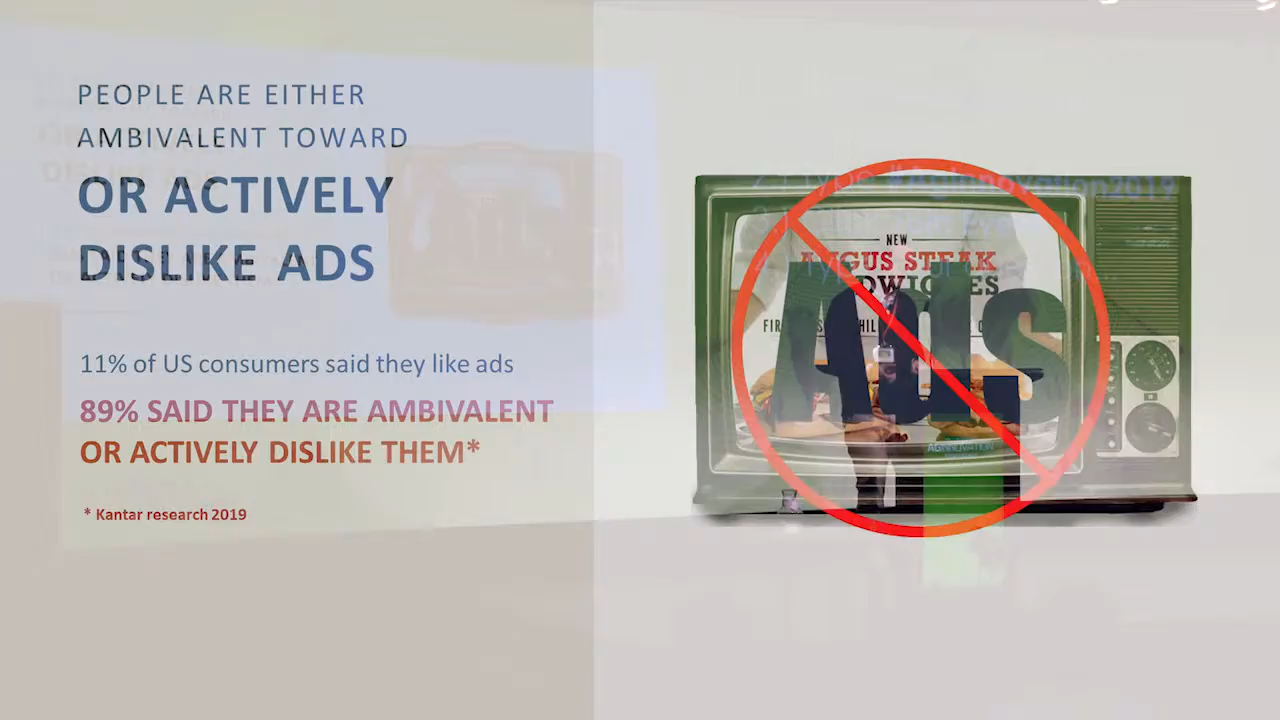 PEOPLE ARE EITHER
AMBIVALENT TOWARD
OR ACTIVELY
DISLIKE ADS
11% of US consumers said they like ads
89% SAID THEY ARE AMBIVALENT
OR ACTIVELY DISLIKE THEM*
* Kantar research 2019
NEW
ANGUS STEAK
Ads